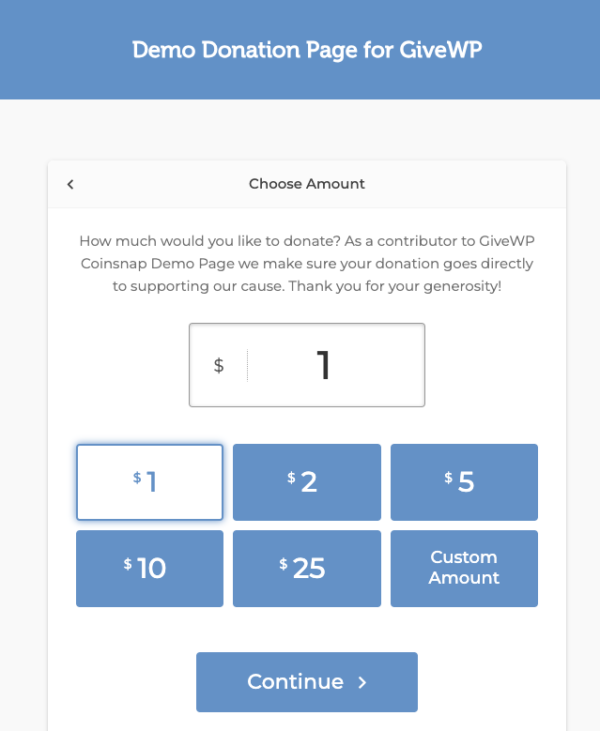 Demo Donation Page for GiveWP
Choose Amount
How much would you like to donate? As a contributor to GiveWP
Coinsnap Demo Page we make sure your donation goes directly
to supporting our cause. Thank you for your generosity!
$ 1
$ 1
$ 2
$ 5
$ 10
$ 25
Custom
Amount
Continue